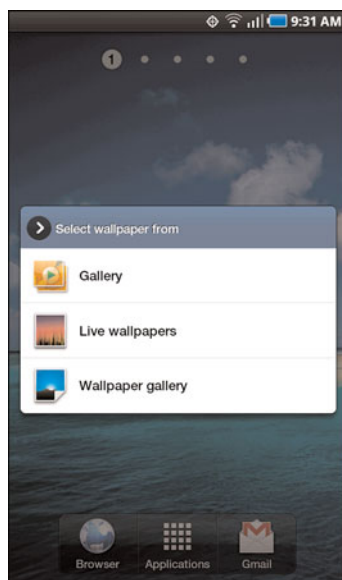 9:31 AM
1
Select wallpaper from
Gallery
Live wallpapers
Wallpaper gallery
Browser Applications Gmail